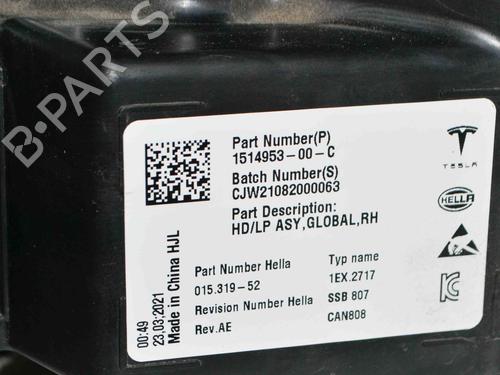 B-PARTS
Part Number(P)
1514953-00-C
Batch Number(S)
CJW21082000063
Part Description:
HD/LP ASY,GLOBAL,RH
TESLA
HELLA
Part Number Hella
015.319-52
Revision Number Hella
Rev.AE
Typ name
1EX.2717
SSB 807
CAN808
00:49
23,03;2021
Made in China HJL